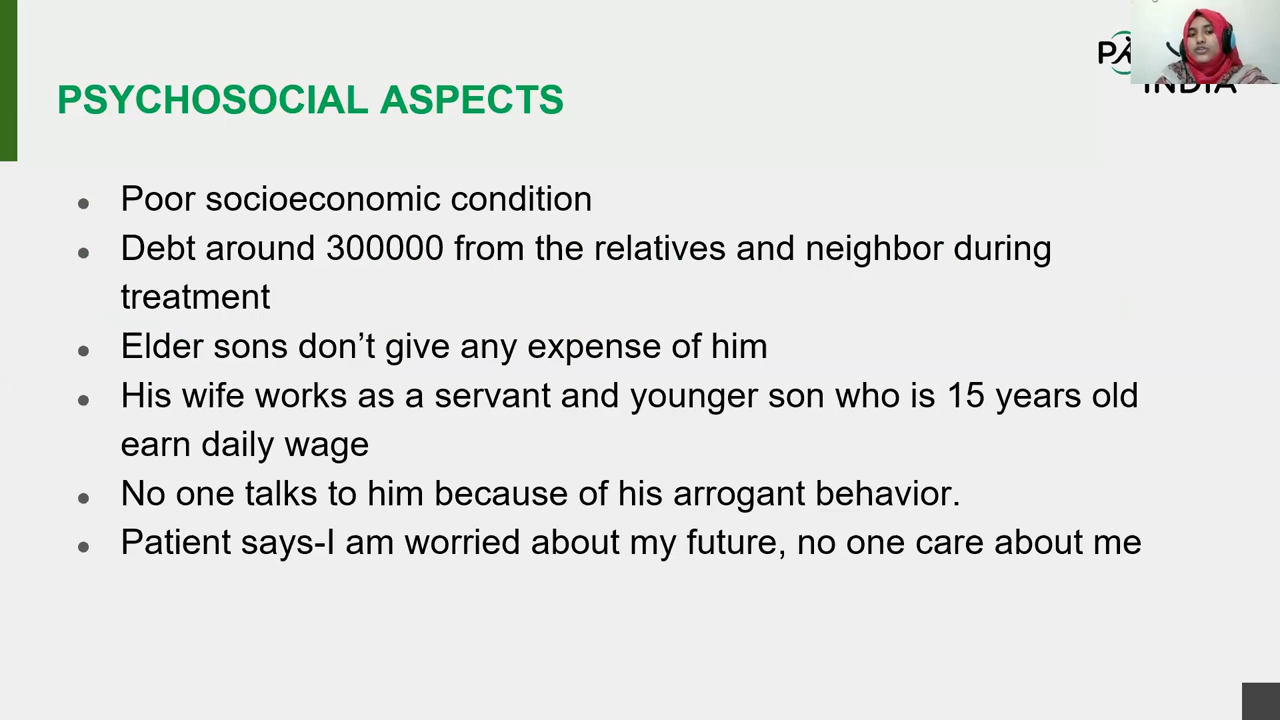 PSYCHOSOCIAL ASPECTS
INDIA
● Poor socioeconomic condition
● Debt around 300000 from the relatives and neighbor during
treatment
● Elder sons don’t give any expense of him
● His wife works as a servant and younger son who is 15 years old
earn daily wage
● No one talks to him because of his arrogant behavior.
● Patient says-I am worried about my future, no one care about me